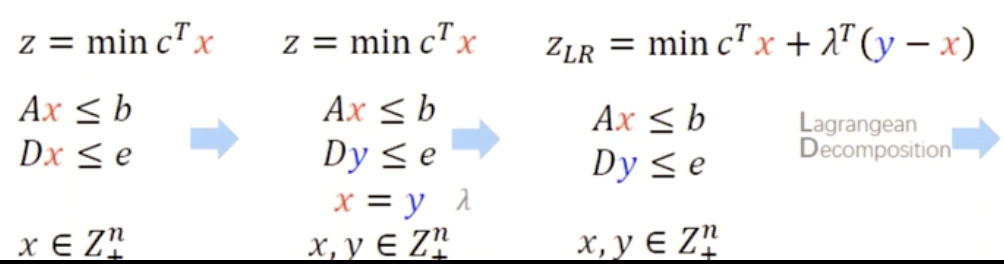 z = min cᵀx
Ax ≤ b
Dx ≤ e
x ∈ Z₊ⁿ
z = min cᵀx
Ax ≤ b
Dy ≤ e
x = y λ
x, y ∈ Z₊ⁿ
z_LR = min cᵀx + λᵀ(y − x)
Ax ≤ b
Dy ≤ e
x, y ∈ Z₊ⁿ
Lagrangean
Decomposition